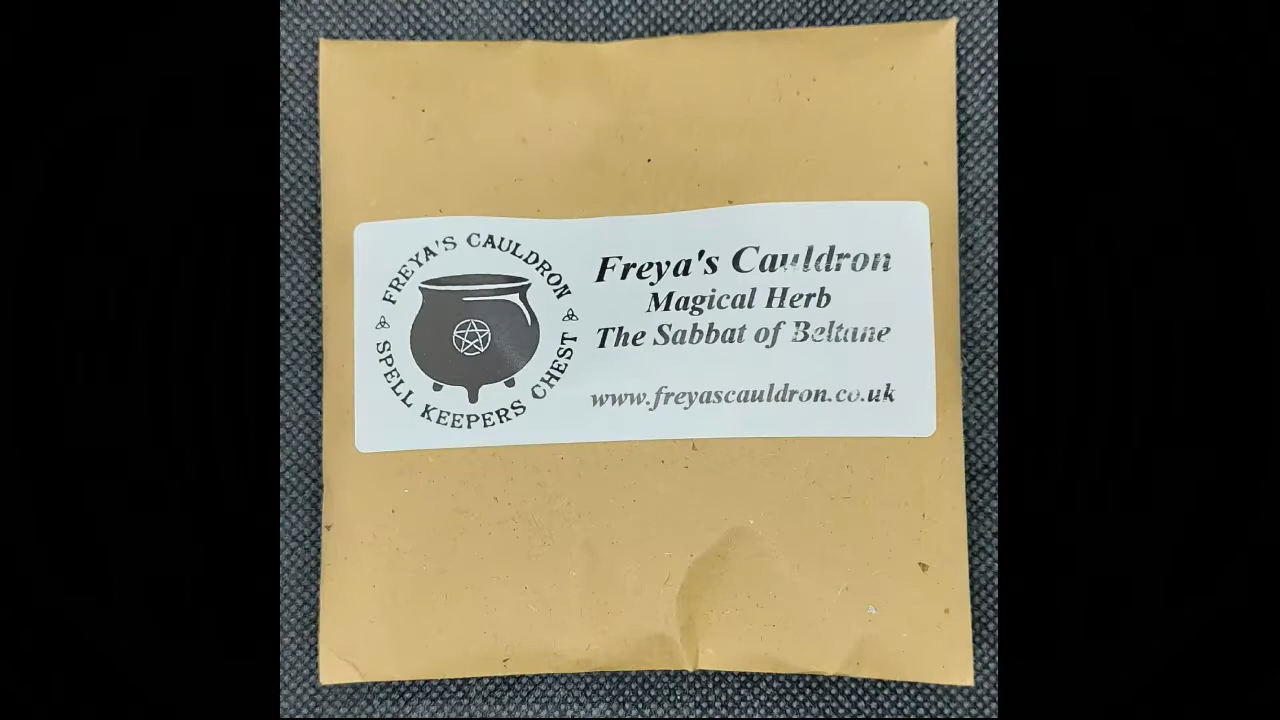 FREYA'S CAULDRON
SPELL KEEPERS CHEST
Freya's Cauldron
Magical Herb
The Sabbat of Beltane
www.freyascauldron.co.uk